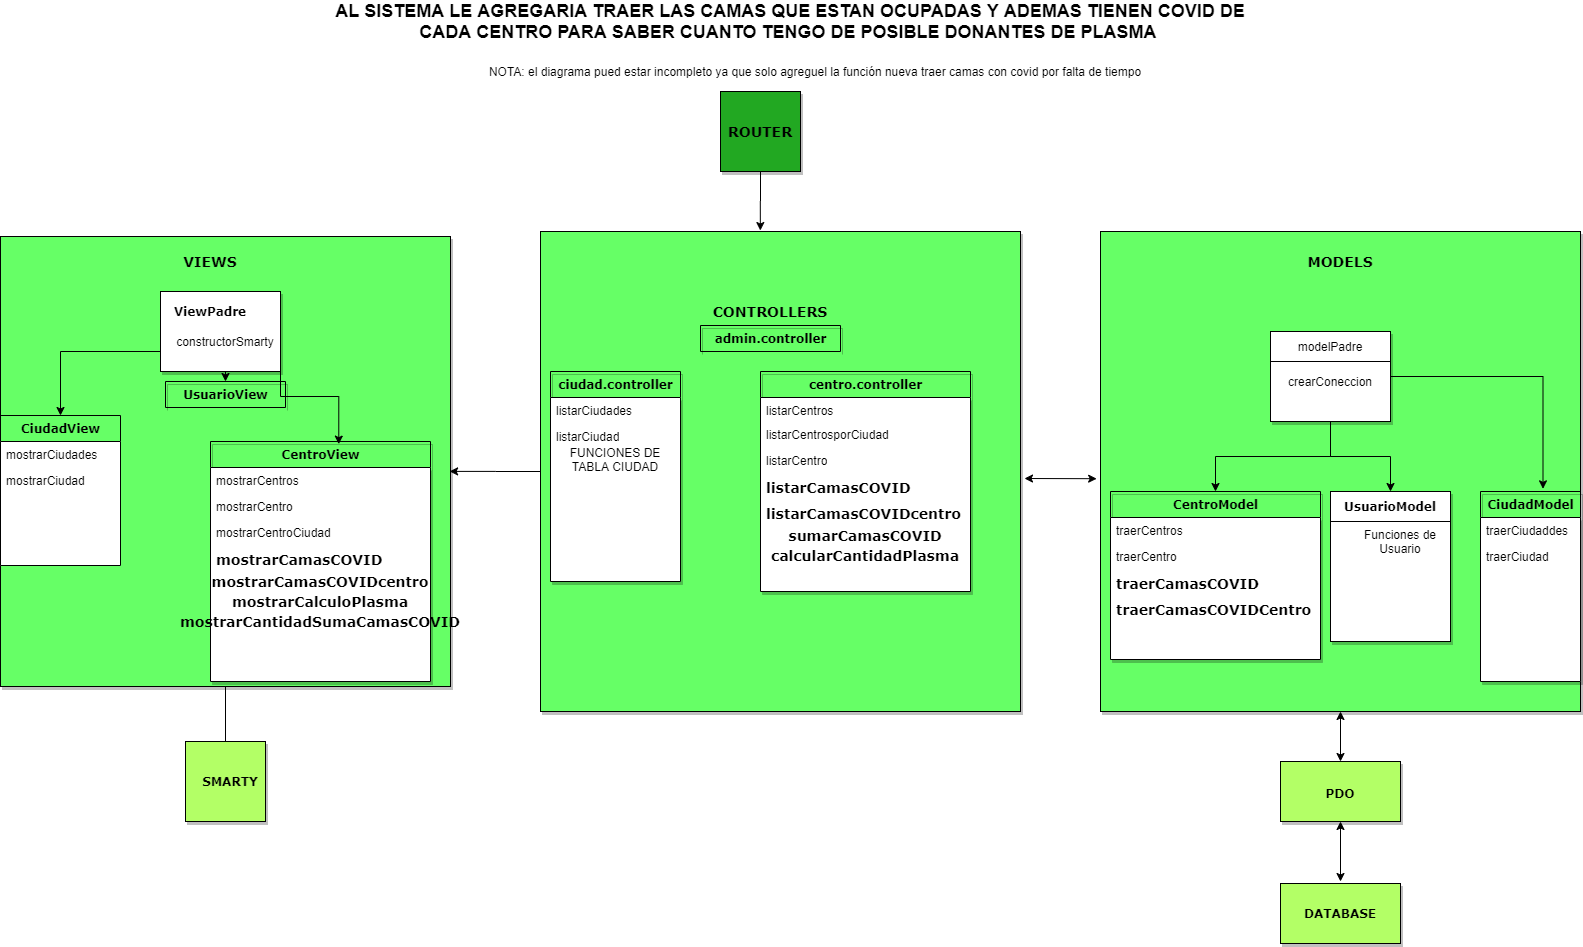 AL SISTEMA LE AGREGARIA TRAER LAS CAMAS QUE ESTAN OCUPADAS Y ADEMAS TIENEN COVID DE
CADA CENTRO PARA SABER CUANTO TENGO DE POSIBLE DONANTES DE PLASMA
NOTA: el diagrama pued estar incompleto ya que solo agreguel la función nueva traer camas con covid por falta de tiempo
ROUTER
VIEWS
ViewPadre
constructorSmarty
UsuarioView
CiudadView
mostrarCiudades
mostrarCiudad
CentroView
mostrarCentros
mostrarCentro
mostrarCentroCiudad
mostrarCamasCOVID
mostrarCamasCOVIDcentro
mostrarCalculoPlasma
mostrarCantidadSumaCamasCOVID
SMARTY
CONTROLLERS
admin.controller
ciudad.controller
listarCiudades
listarCiudad
FUNCIONES DE
TABLA CIUDAD
centro.controller
listarCentros
listarCentrosporCiudad
listarCentro
listarCamasCOVID
listarCamasCOVIDcentro
sumarCamasCOVID
calcularCantidadPlasma
MODELS
modelPadre
crearConeccion
CentroModel
traerCentros
traerCentro
traerCamasCOVID
traerCamasCOVIDCentro
UsuarioModel
Funciones de
Usuario
CiudadModel
traerCiudaddes
traerCiudad
PDO
DATABASE